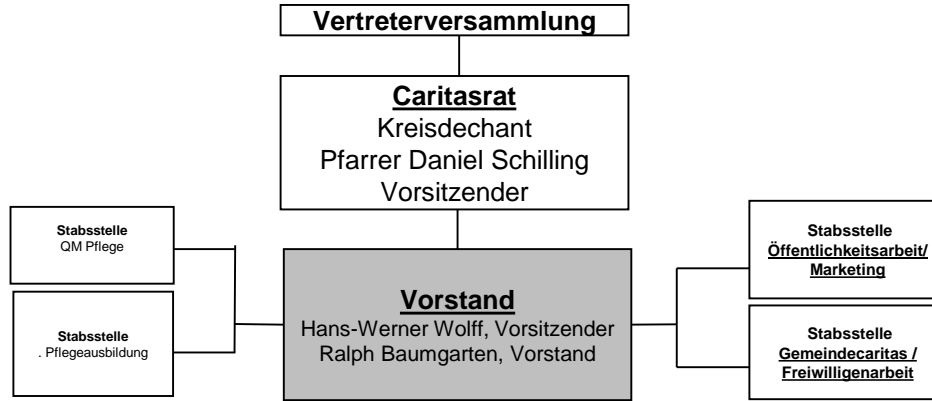 Vertreterversammlung
Caritasrat
Kreisdechant
Pfarrer Daniel Schilling
Vorsitzender
Stabsstelle
QM Pflege
Stabsstelle
. Pflegeausbildung
Vorstand
Hans-Werner Wolff, Vorsitzender
Ralph Baumgarten, Vorstand
Stabsstelle
Öffentlichkeitsarbeit/
Marketing
Stabsstelle
Gemeindecaritas /
Freiwilligenarbeit